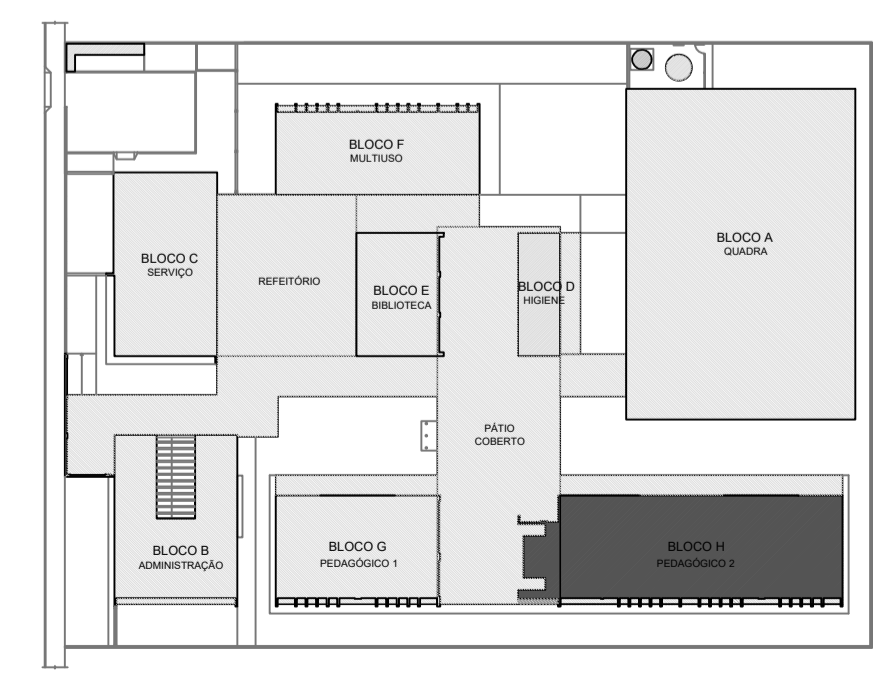 BLOCO F
MULTIUSO
BLOCO A
QUADRA
BLOCO C
SERVIÇO
REFEITÓRIO
BLOCO E
BIBLIOTECA
BLOCO D
HIGIENE
PÁTIO
COBERTO
BLOCO B
ADMINISTRAÇÃO
BLOCO G
PEDAGÓGICO 1
BLOCO H
PEDAGÓGICO 2